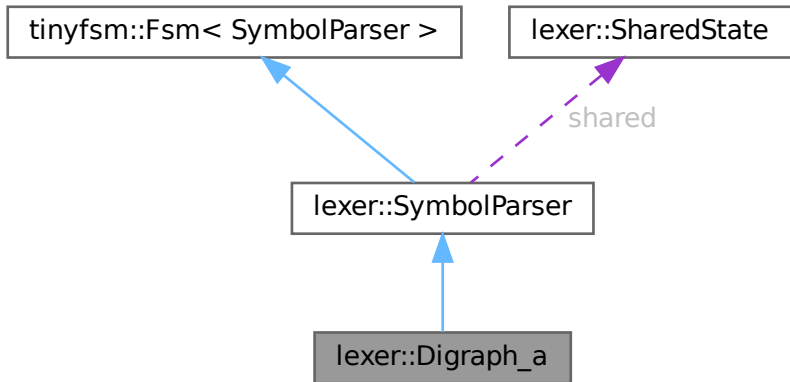 tinyfsm::Fsm< SymbolParser >
lexer::SharedState
shared
lexer::SymbolParser
lexer::Digraph_a